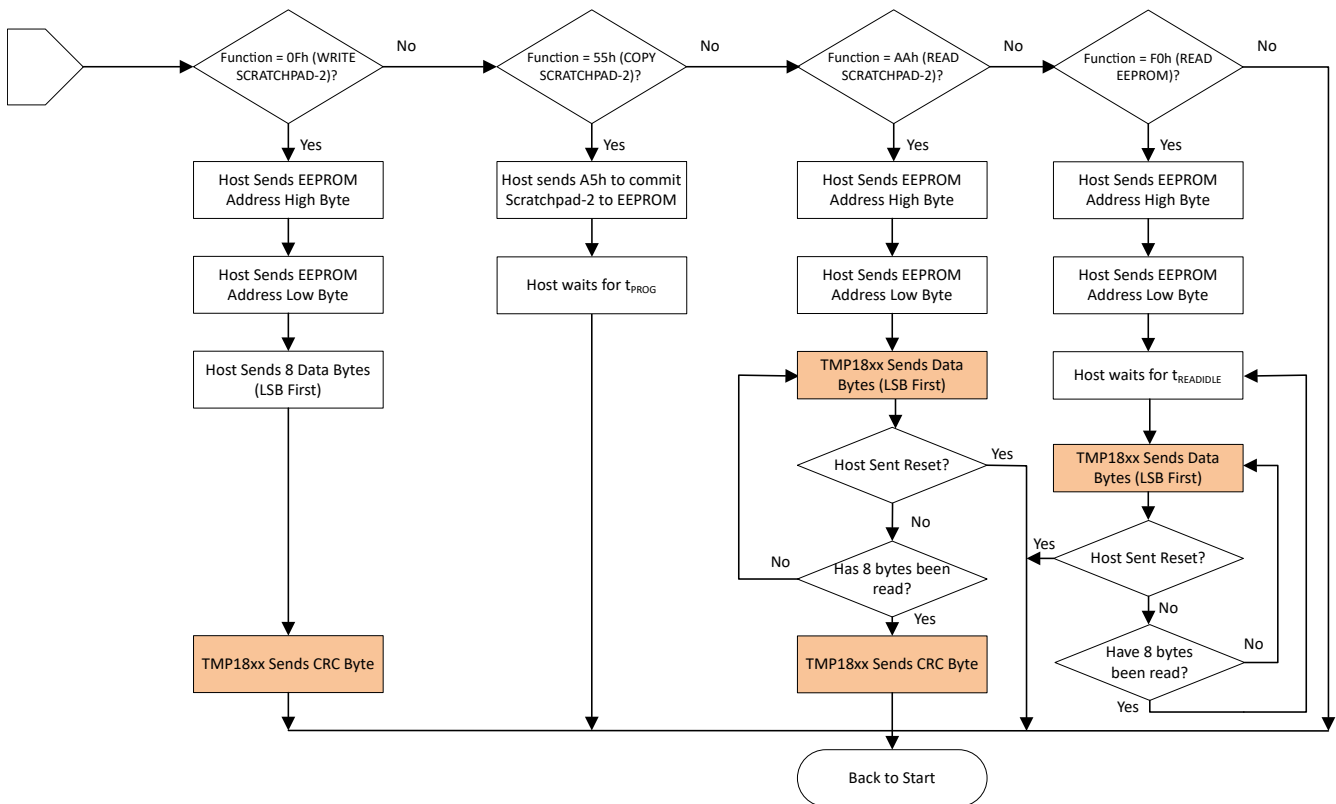 Function = 0Fh (WRITE
SCRATCHPAD-2)?
No
Function = 55h (COPY
SCRATCHPAD-2)?
No
Function = AAh (READ
SCRATCHPAD-2)?
No
Function = F0h (READ
EEPROM)?
No
Yes
Host Sends EEPROM
Address High Byte
Host Sends EEPROM
Address Low Byte
Host Sends 8 Data Bytes
(LSB First)
TMP18xx Sends CRC Byte
Yes
Host sends A5h to commit
Scratchpad-2 to EEPROM
Host waits for tPROG
Yes
Host Sends EEPROM
Address High Byte
Host Sends EEPROM
Address Low Byte
TMP18xx Sends Data
Bytes (LSB First)
Host Sent Reset?
Yes
No
Has 8 bytes been
read?
No
Yes
TMP18xx Sends CRC Byte
Yes
Host Sends EEPROM
Address High Byte
Host Sends EEPROM
Address Low Byte
Host waits for tREADIDLE
TMP18xx Sends Data
Bytes (LSB First)
Host Sent Reset?
Yes
No
Have 8 bytes
been read?
No
Yes
Back to Start